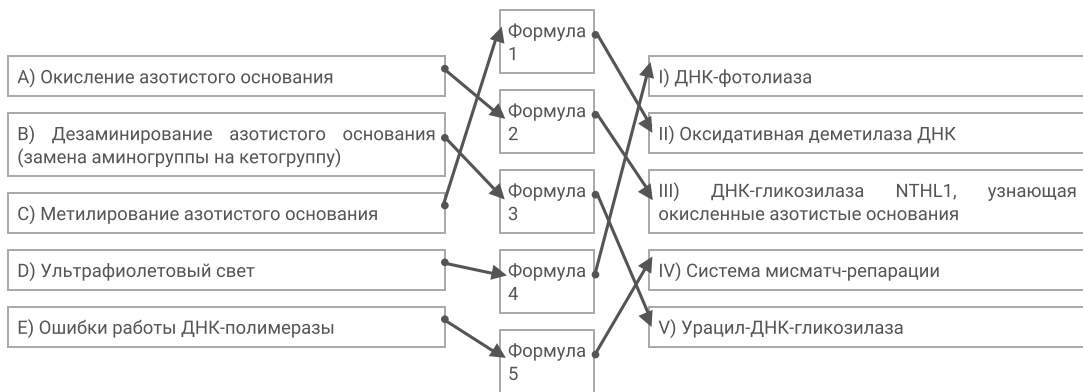 A) Окисление азотистого основания
B) Дезаминирование азотистого основания
(замена аминогруппы на кетогруппу)
C) Метилирование азотистого основания
D) Ультрафиолетовый свет
E) Ошибки работы ДНК-полимеразы
Формула
1
Формула
2
Формула
3
Формула
4
Формула
5
I) ДНК-фотолиаза
II) Оксидативная деметилаза ДНК
III) ДНК-гликозилаза NTHL1, узнающая
окисленные азотистые основания
IV) Система мисматч-репарации
V) Урацил-ДНК-гликозилаза